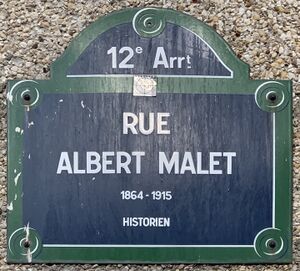 12e Arrt
RUE
ALBERT MALET
1864-1915
HISTORIEN